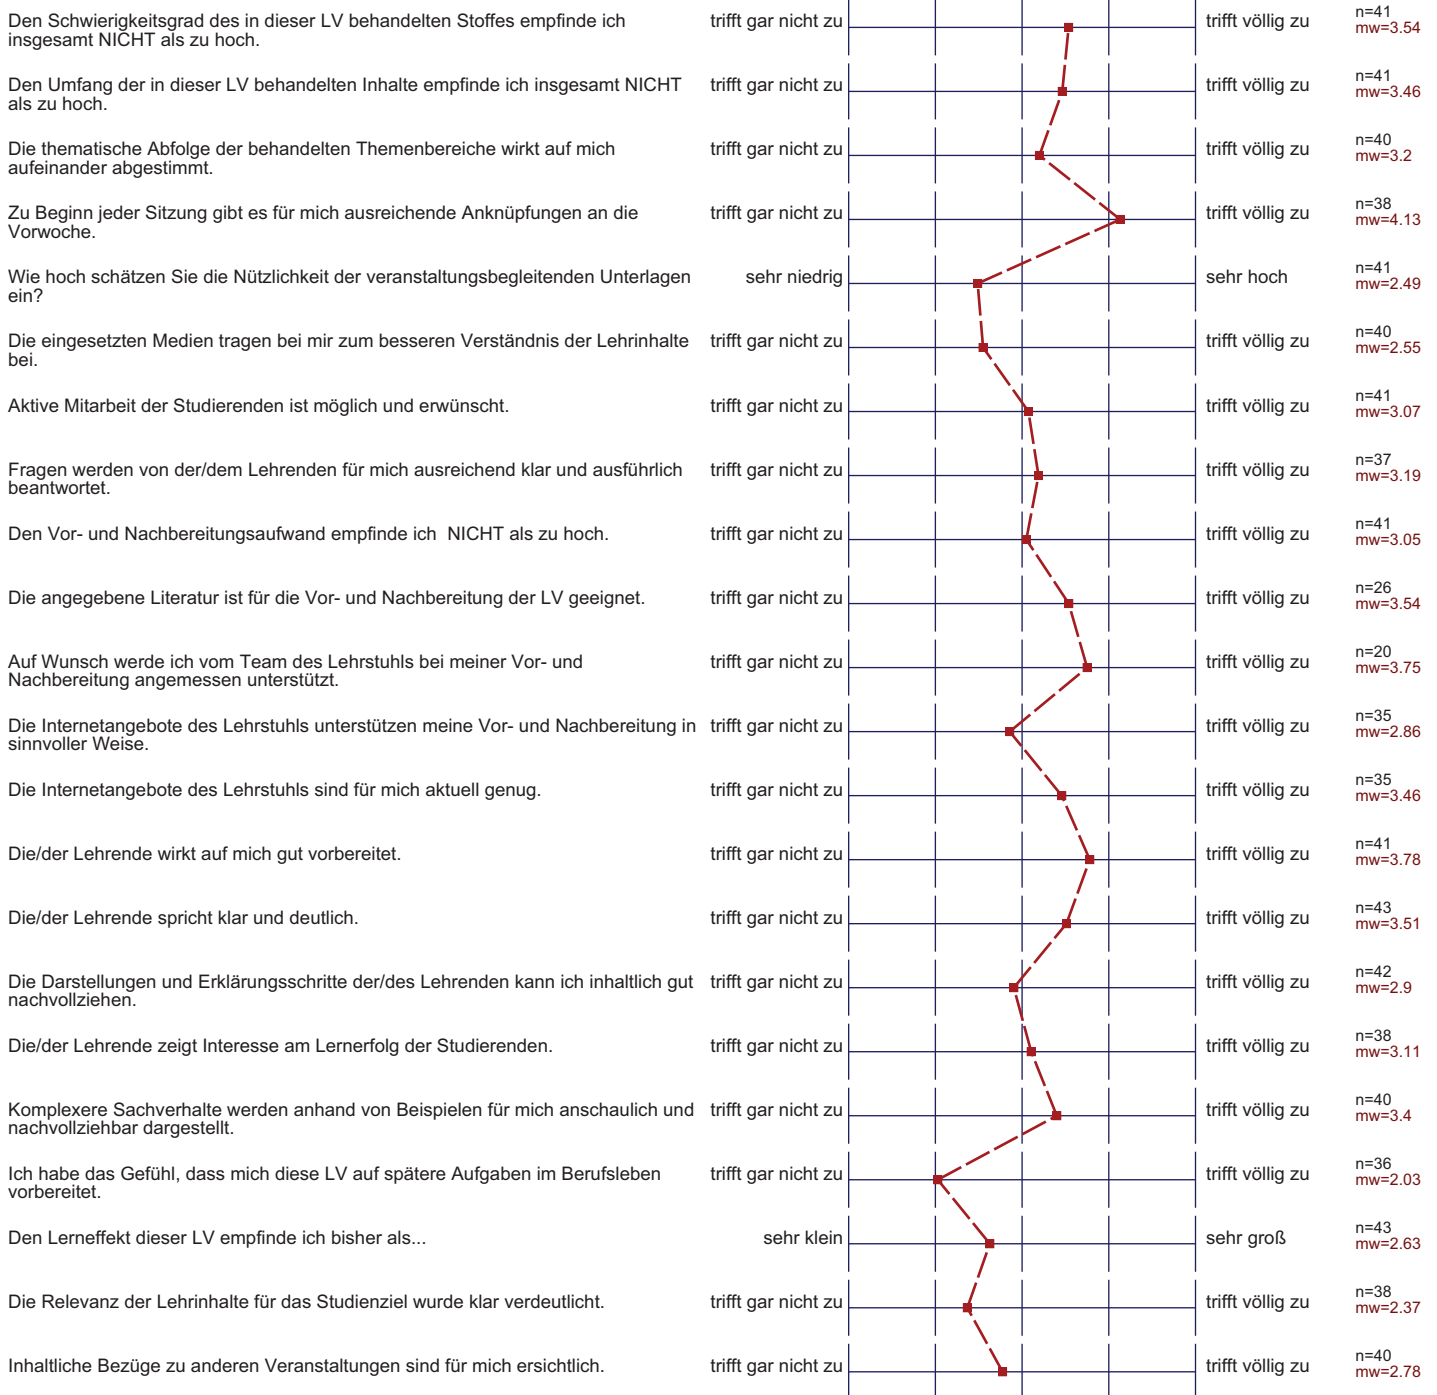 Den Schwierigkeitsgrad des in dieser LV behandelten Stoffes empfinde ich
insgesamt NICHT als zu hoch.
trifft gar nicht zu
trifft völlig zu
n=41
mw=3.54
Den Umfang der in dieser LV behandelten Inhalte empfinde ich insgesamt NICHT
als zu hoch.
trifft gar nicht zu
trifft völlig zu
n=41
mw=3.46
Die thematische Abfolge der behandelten Themenbereiche wirkt auf mich
aufeinander abgestimmt.
trifft gar nicht zu
trifft völlig zu
n=40
mw=3.2
Zu Beginn jeder Sitzung gibt es für mich ausreichende Anknüpfungen an die
Vorwoche.
trifft gar nicht zu
trifft völlig zu
n=38
mw=4.13
Wie hoch schätzen Sie die Nützlichkeit der veranstaltungsbegleitenden Unterlagen
ein?
sehr niedrig
sehr hoch
n=41
mw=2.49
Die eingesetzten Medien tragen bei mir zum besseren Verständnis der Lehrinhalte
bei.
trifft gar nicht zu
trifft völlig zu
n=40
mw=2.55
Aktive Mitarbeit der Studierenden ist möglich und erwünscht.
trifft gar nicht zu
trifft völlig zu
n=41
mw=3.07
Fragen werden von der/dem Lehrenden für mich ausreichend klar und ausführlich
beantwortet.
trifft gar nicht zu
trifft völlig zu
n=37
mw=3.19
Den Vor- und Nachbereitungsaufwand empfinde ich  NICHT als zu hoch.
trifft gar nicht zu
trifft völlig zu
n=41
mw=3.05
Die angegebene Literatur ist für die Vor- und Nachbereitung der LV geeignet.
trifft gar nicht zu
trifft völlig zu
n=26
mw=3.54
Auf Wunsch werde ich vom Team des Lehrstuhls bei meiner Vor- und
Nachbereitung angemessen unterstützt.
trifft gar nicht zu
trifft völlig zu
n=20
mw=3.75
Die Internetangebote des Lehrstuhls unterstützen meine Vor- und Nachbereitung in
sinnvoller Weise.
trifft gar nicht zu
trifft völlig zu
n=35
mw=2.86
Die Internetangebote des Lehrstuhls sind für mich aktuell genug.
trifft gar nicht zu
trifft völlig zu
n=35
mw=3.46
Die/der Lehrende wirkt auf mich gut vorbereitet.
trifft gar nicht zu
trifft völlig zu
n=41
mw=3.78
Die/der Lehrende spricht klar und deutlich.
trifft gar nicht zu
trifft völlig zu
n=43
mw=3.51
Die Darstellungen und Erklärungsschritte der/des Lehrenden kann ich inhaltlich gut
nachvollziehen.
trifft gar nicht zu
trifft völlig zu
n=42
mw=2.9
Die/der Lehrende zeigt Interesse am Lernerfolg der Studierenden.
trifft gar nicht zu
trifft völlig zu
n=38
mw=3.11
Komplexere Sachverhalte werden anhand von Beispielen für mich anschaulich und
nachvollziehbar dargestellt.
trifft gar nicht zu
trifft völlig zu
n=40
mw=3.4
Ich habe das Gefühl, dass mich diese LV auf spätere Aufgaben im Berufsleben
vorbereitet.
trifft gar nicht zu
trifft völlig zu
n=36
mw=2.03
Den Lerneffekt dieser LV empfinde ich bisher als...
sehr klein
sehr groß
n=43
mw=2.63
Die Relevanz der Lehrinhalte für das Studienziel wurde klar verdeutlicht.
trifft gar nicht zu
trifft völlig zu
n=38
mw=2.37
Inhaltliche Bezüge zu anderen Veranstaltungen sind für mich ersichtlich.
trifft gar nicht zu
trifft völlig zu
n=40
mw=2.78